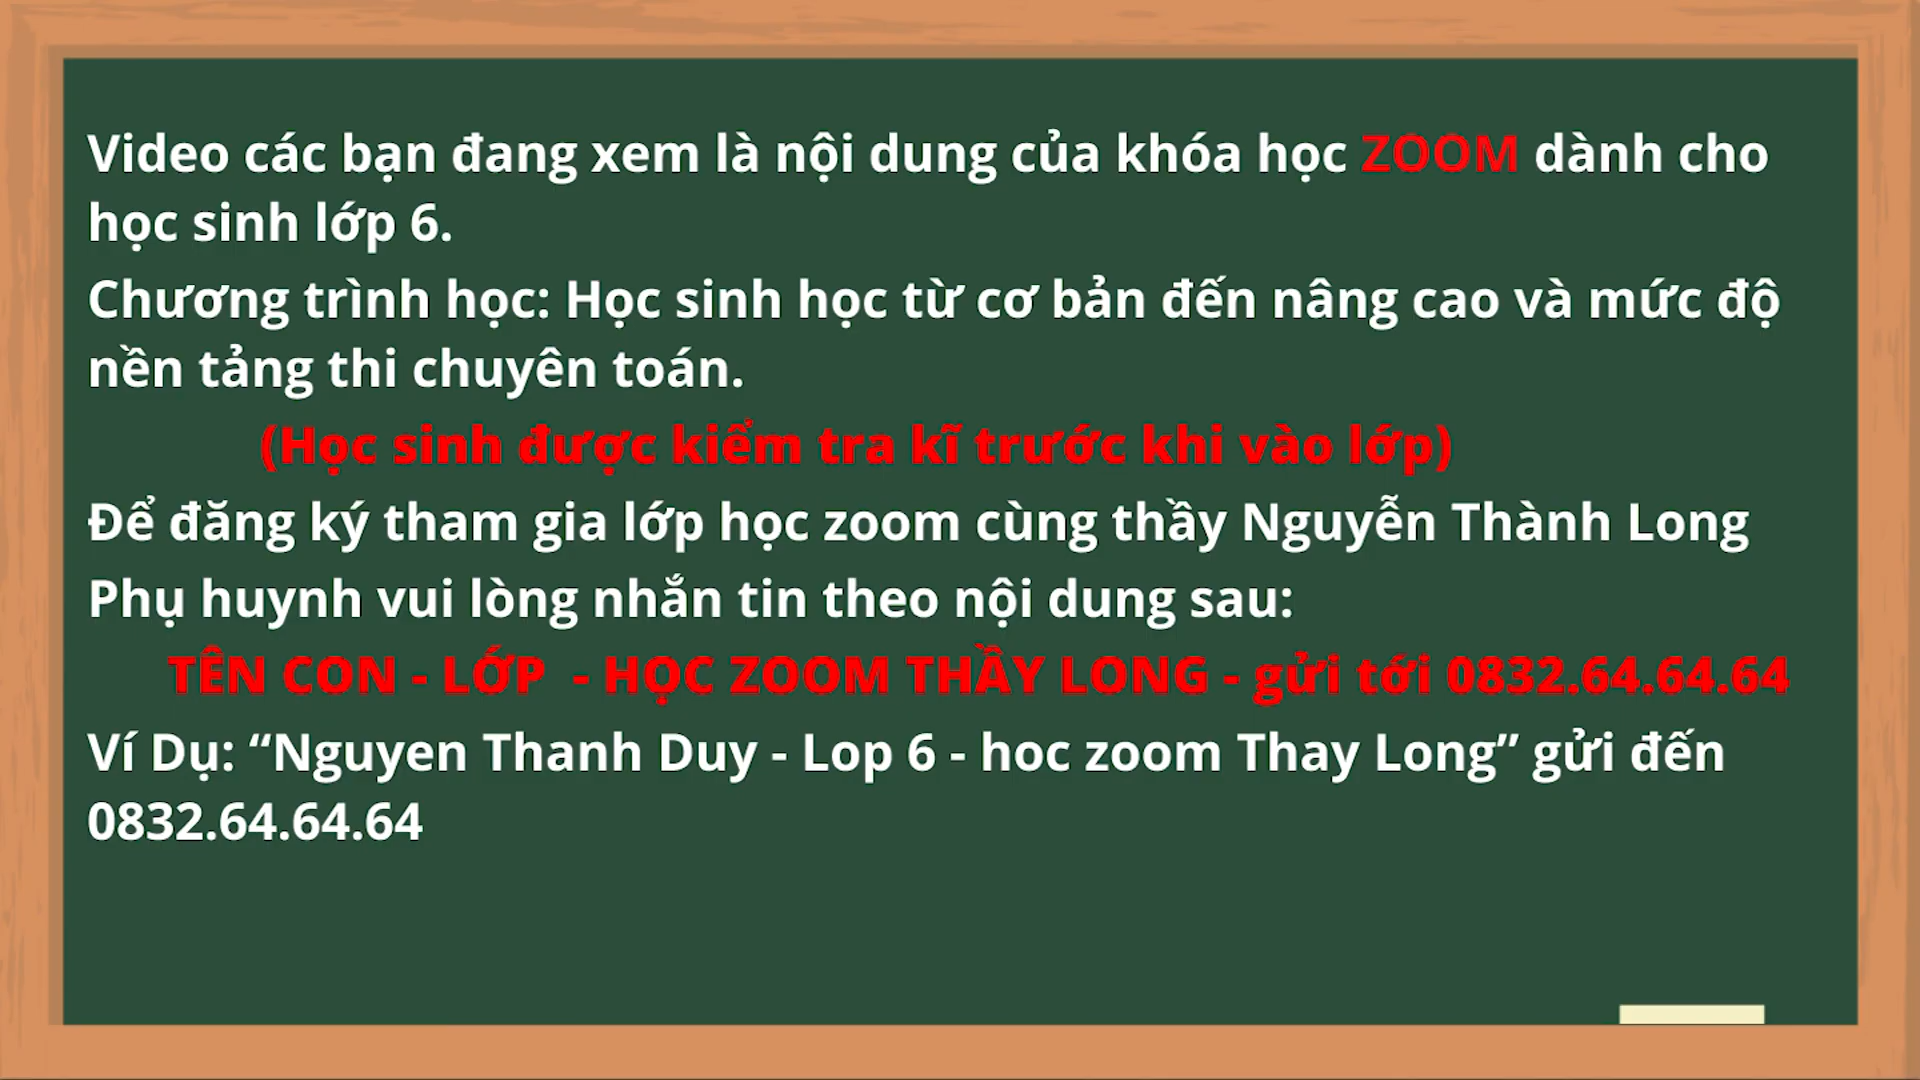 Video các bạn đang xem là nội dung của khóa học ZOOM dành cho
học sinh lớp 6.
Chương trình học: Học sinh học từ cơ bản đến nâng cao và mức độ
nền tảng thi chuyên toán.
(Học sinh được kiểm tra kĩ trước khi vào lớp)
Để đăng ký tham gia lớp học zoom cùng thầy Nguyễn Thành Long
Phụ huynh vui lòng nhắn tin theo nội dung sau:
TÊN CON - LỚP - HỌC ZOOM THẦY LONG - gửi tới 0832.64.64.64
Ví Dụ: “Nguyen Thanh Duy - Lop 6 - hoc zoom Thay Long” gửi đến
0832.64.64.64